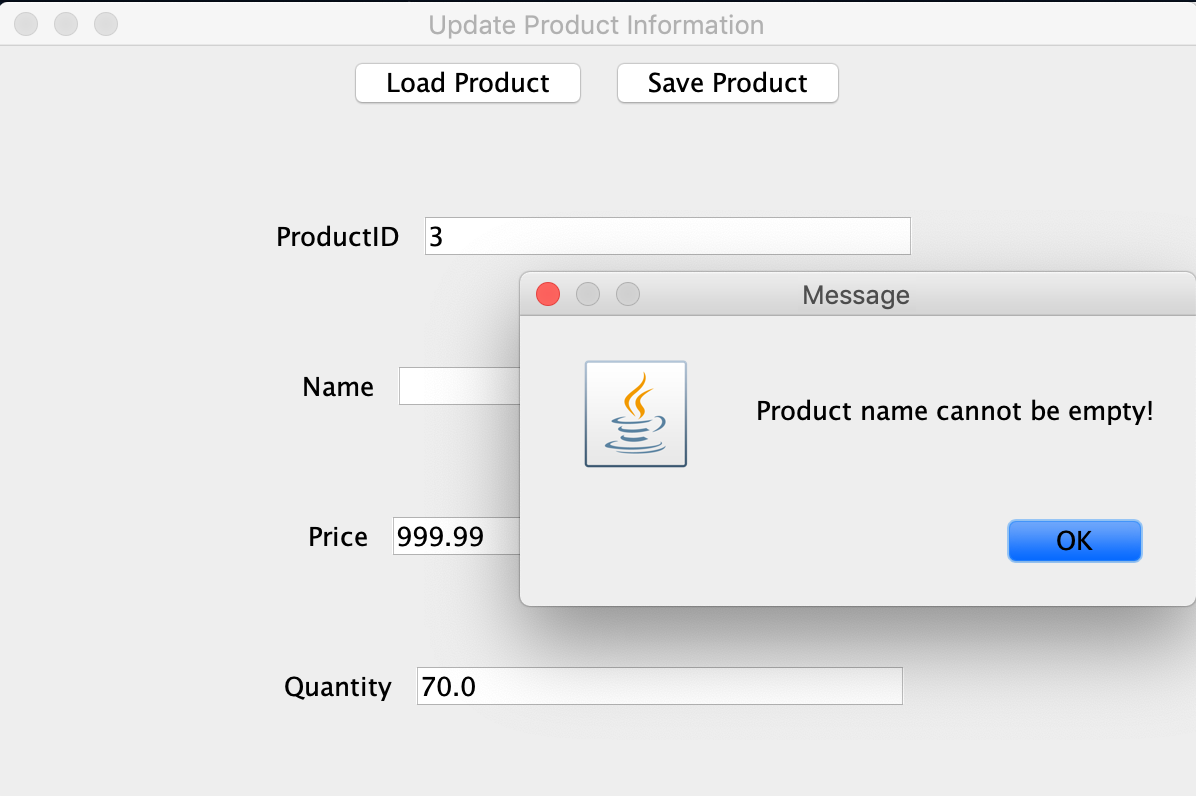 Update Product Information
Load Product Save Product
ProductID 3
Message
Name
Product name cannot be empty!
Price 999.99
OK
Quantity 70.0